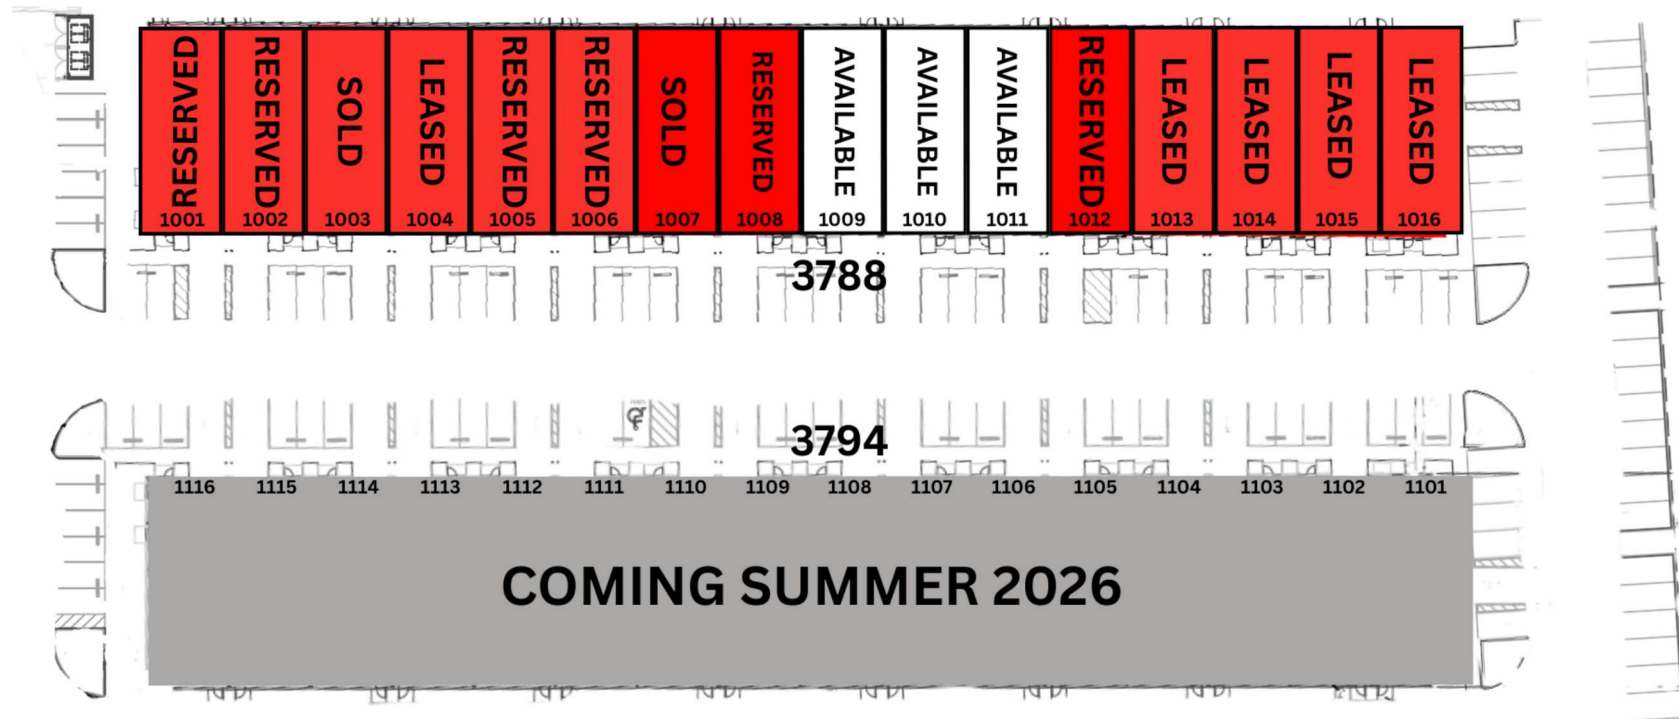 RESERVED
RESERVED
SOLD
LEASED
RESERVED
RESERVED
SOLD
RESERVED
AVAILABLE
AVAILABLE
AVAILABLE
RESERVED
LEASED
LEASED
LEASED
LEASED
1001 1002 1003 1004 1005 1006 1007 1008 1009 1010 1011 1012 1013 1014 1015 1016
3788
3794
1116 1115 1114 1113 1112 1111 1110 1109 1108 1107 1106 1105 1104 1103 1102 1101
COMING SUMMER 2026